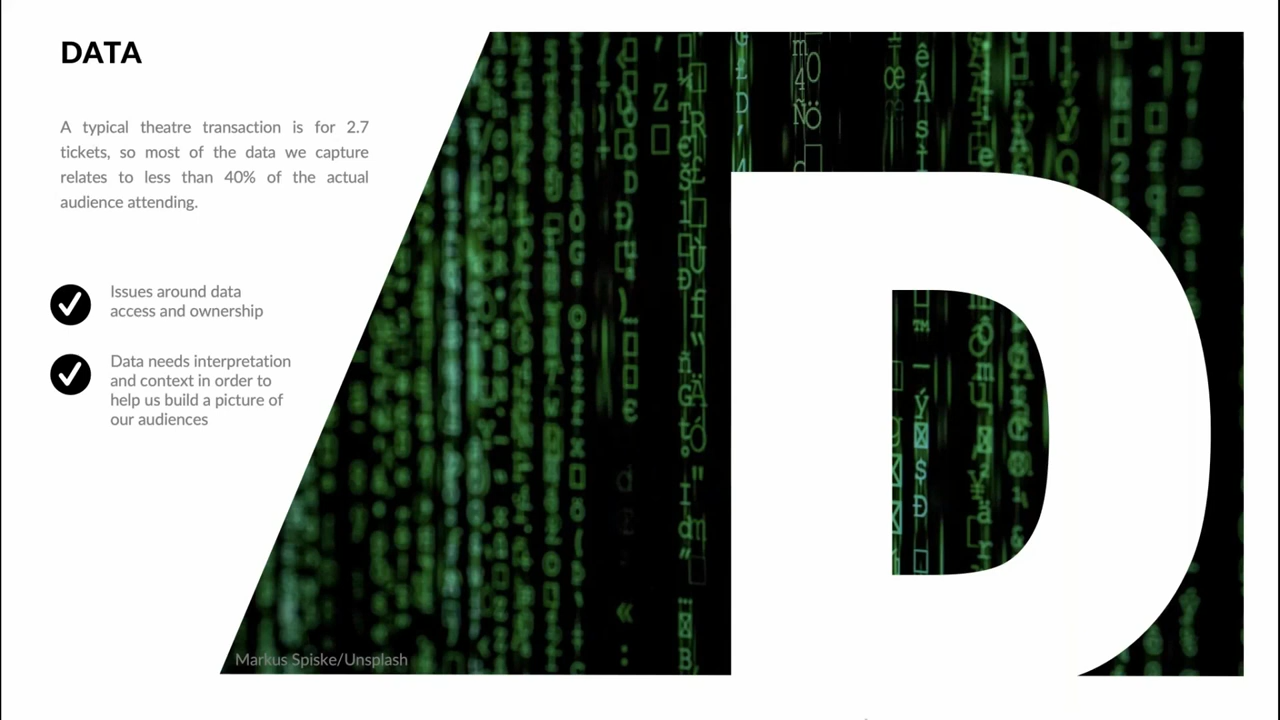 DATA
A typical theatre transaction is for 2.7
tickets, so most of the data we capture
relates to less than 40% of the actual
audience attending.
Issues around data
access and ownership
Data needs interpretation
and context in order to
help us build a picture of
our audiences
D
Markus Spiske/Unsplash